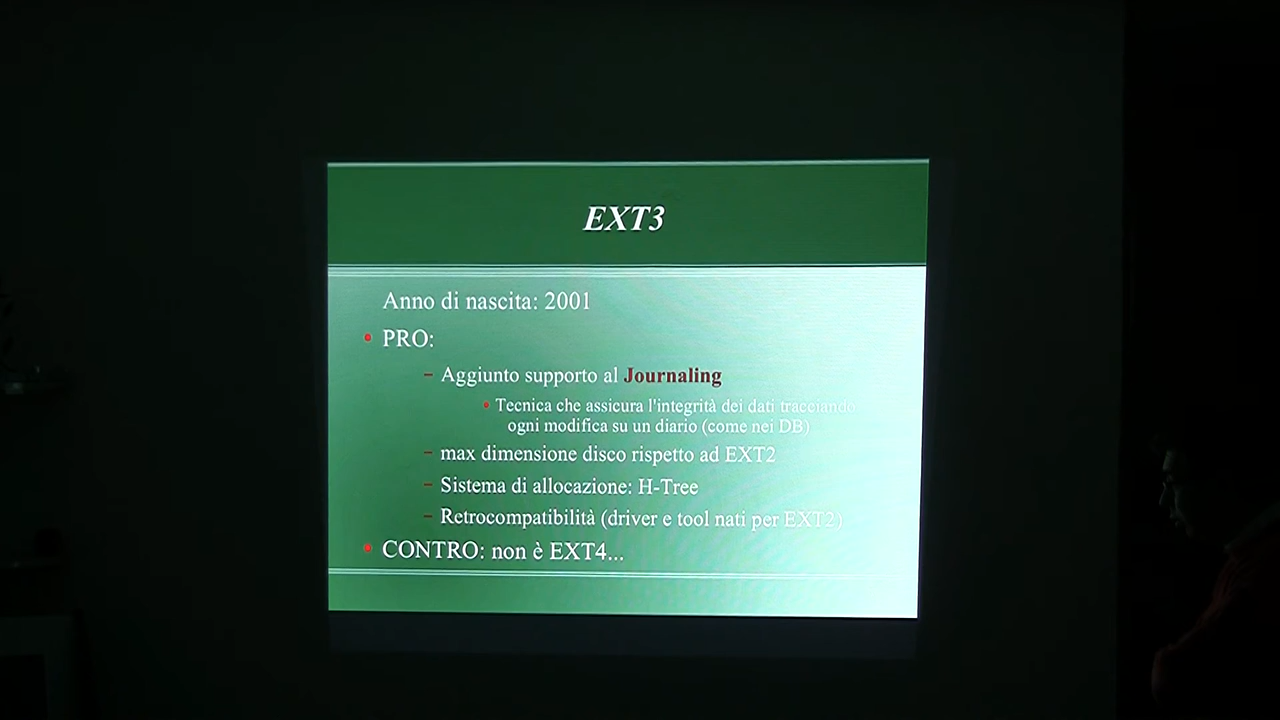 EXT3
Anno di nascita: 2001
PRO:
Aggiunto supporto al Journaling
Tecnica che assicura l'integrità dei dati tracciando
ogni modifica su un diario (come nei DB)
max dimensione disco rispetto ad EXT2
Sistema di allocazione: H-Tree
Retrocompatibilità (driver e tool nati per EXT2)
CONTRO: non è EXT4...